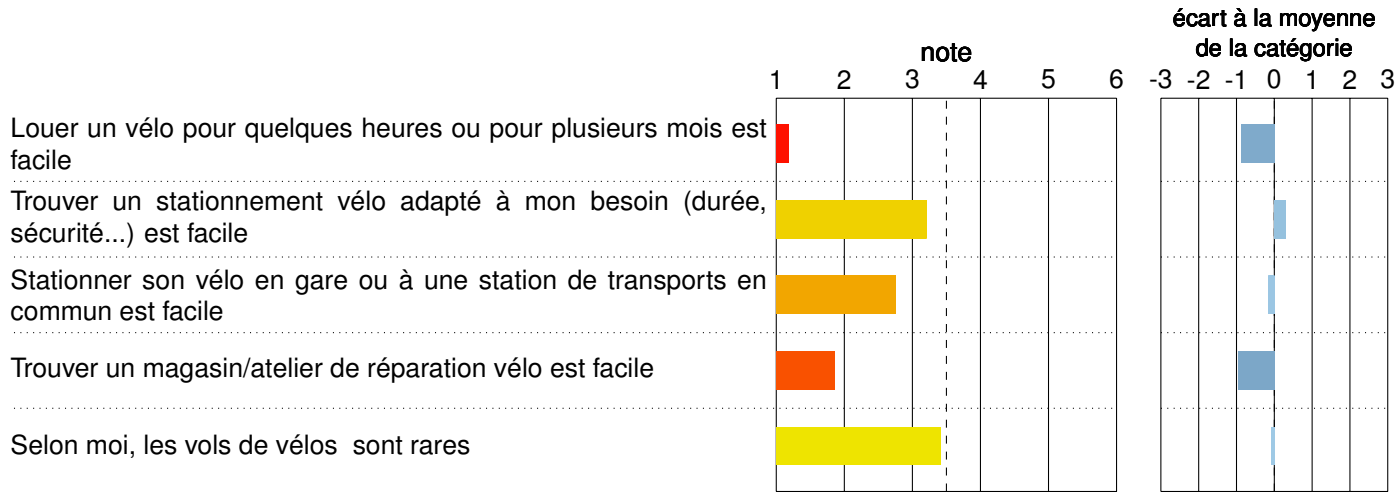 écart à la moyenne
de la catégorie
note
1 2 3 4 5 6
-3 -2 -1 0 1 2 3
Louer un vélo pour quelques heures ou pour plusieurs mois est
facile
Trouver un stationnement vélo adapté à mon besoin (durée,
sécurité...) est facile
Stationner son vélo en gare ou à une station de transports en
commun est facile
Trouver un magasin/atelier de réparation vélo est facile
Selon moi, les vols de vélos sont rares